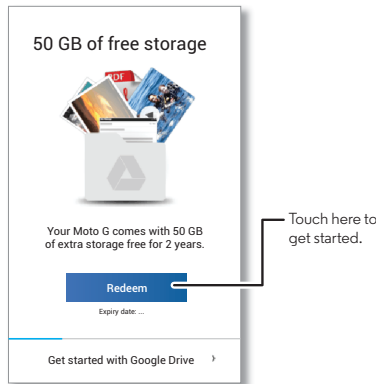 50 GB of free storage
PDF
Your Moto G comes with 50 GB
of extra storage free for 2 years.
Redeem
Expiry date: ...
Get started with Google Drive ›
Touch here to
get started.